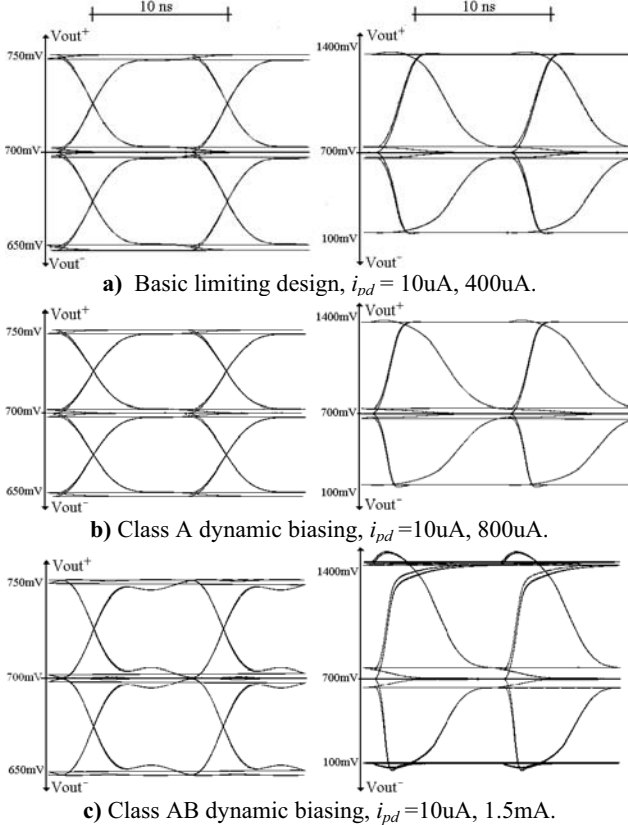 10 ns
10 ns
Vout+
750mV
700mV
650mV
Vout-
Vout+
1400mV
700mV
100mV
Vout-
a) Basic limiting design, ipd = 10uA, 400uA.
Vout+
750mV
700mV
650mV
Vout-
Vout+
1400mV
700mV
100mV
Vout-
b) Class A dynamic biasing, ipd =10uA, 800uA.
Vout+
750mV
700mV
650mV
Vout-
Vout+
1400mV
700mV
100mV
Vout-
c) Class AB dynamic biasing, ipd=10uA, 1.5mA.